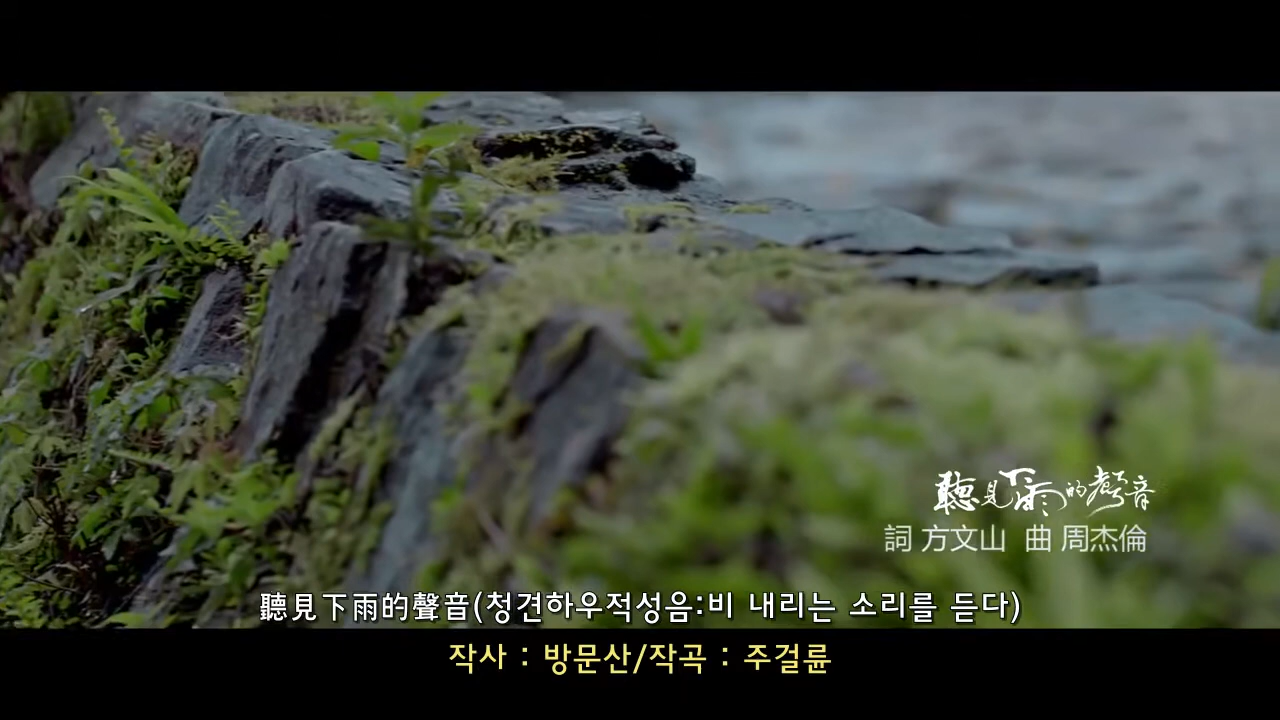 聽見下雨的聲音
詞 方文山 曲 周杰倫
聽見下雨的聲音(청견하우적성음:비 내리는 소리를 듣다)
작사 : 방문산/작곡 : 주걸륜